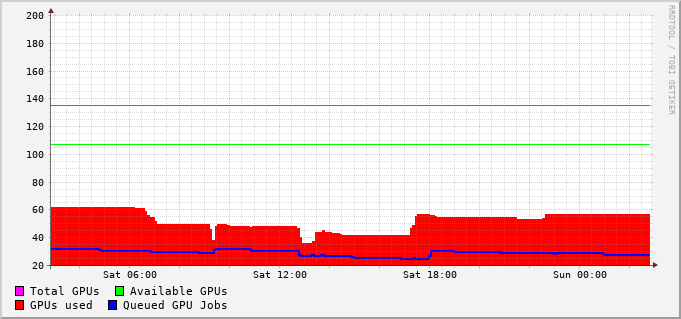 RRDTOOL / TOBI OETIKER
200
180
160
140
120
100
80
60
40
20
Sat 06:00 Sat 12:00 Sat 18:00 Sun 00:00
Total GPUs Available GPUs
GPUs used Queued GPU Jobs